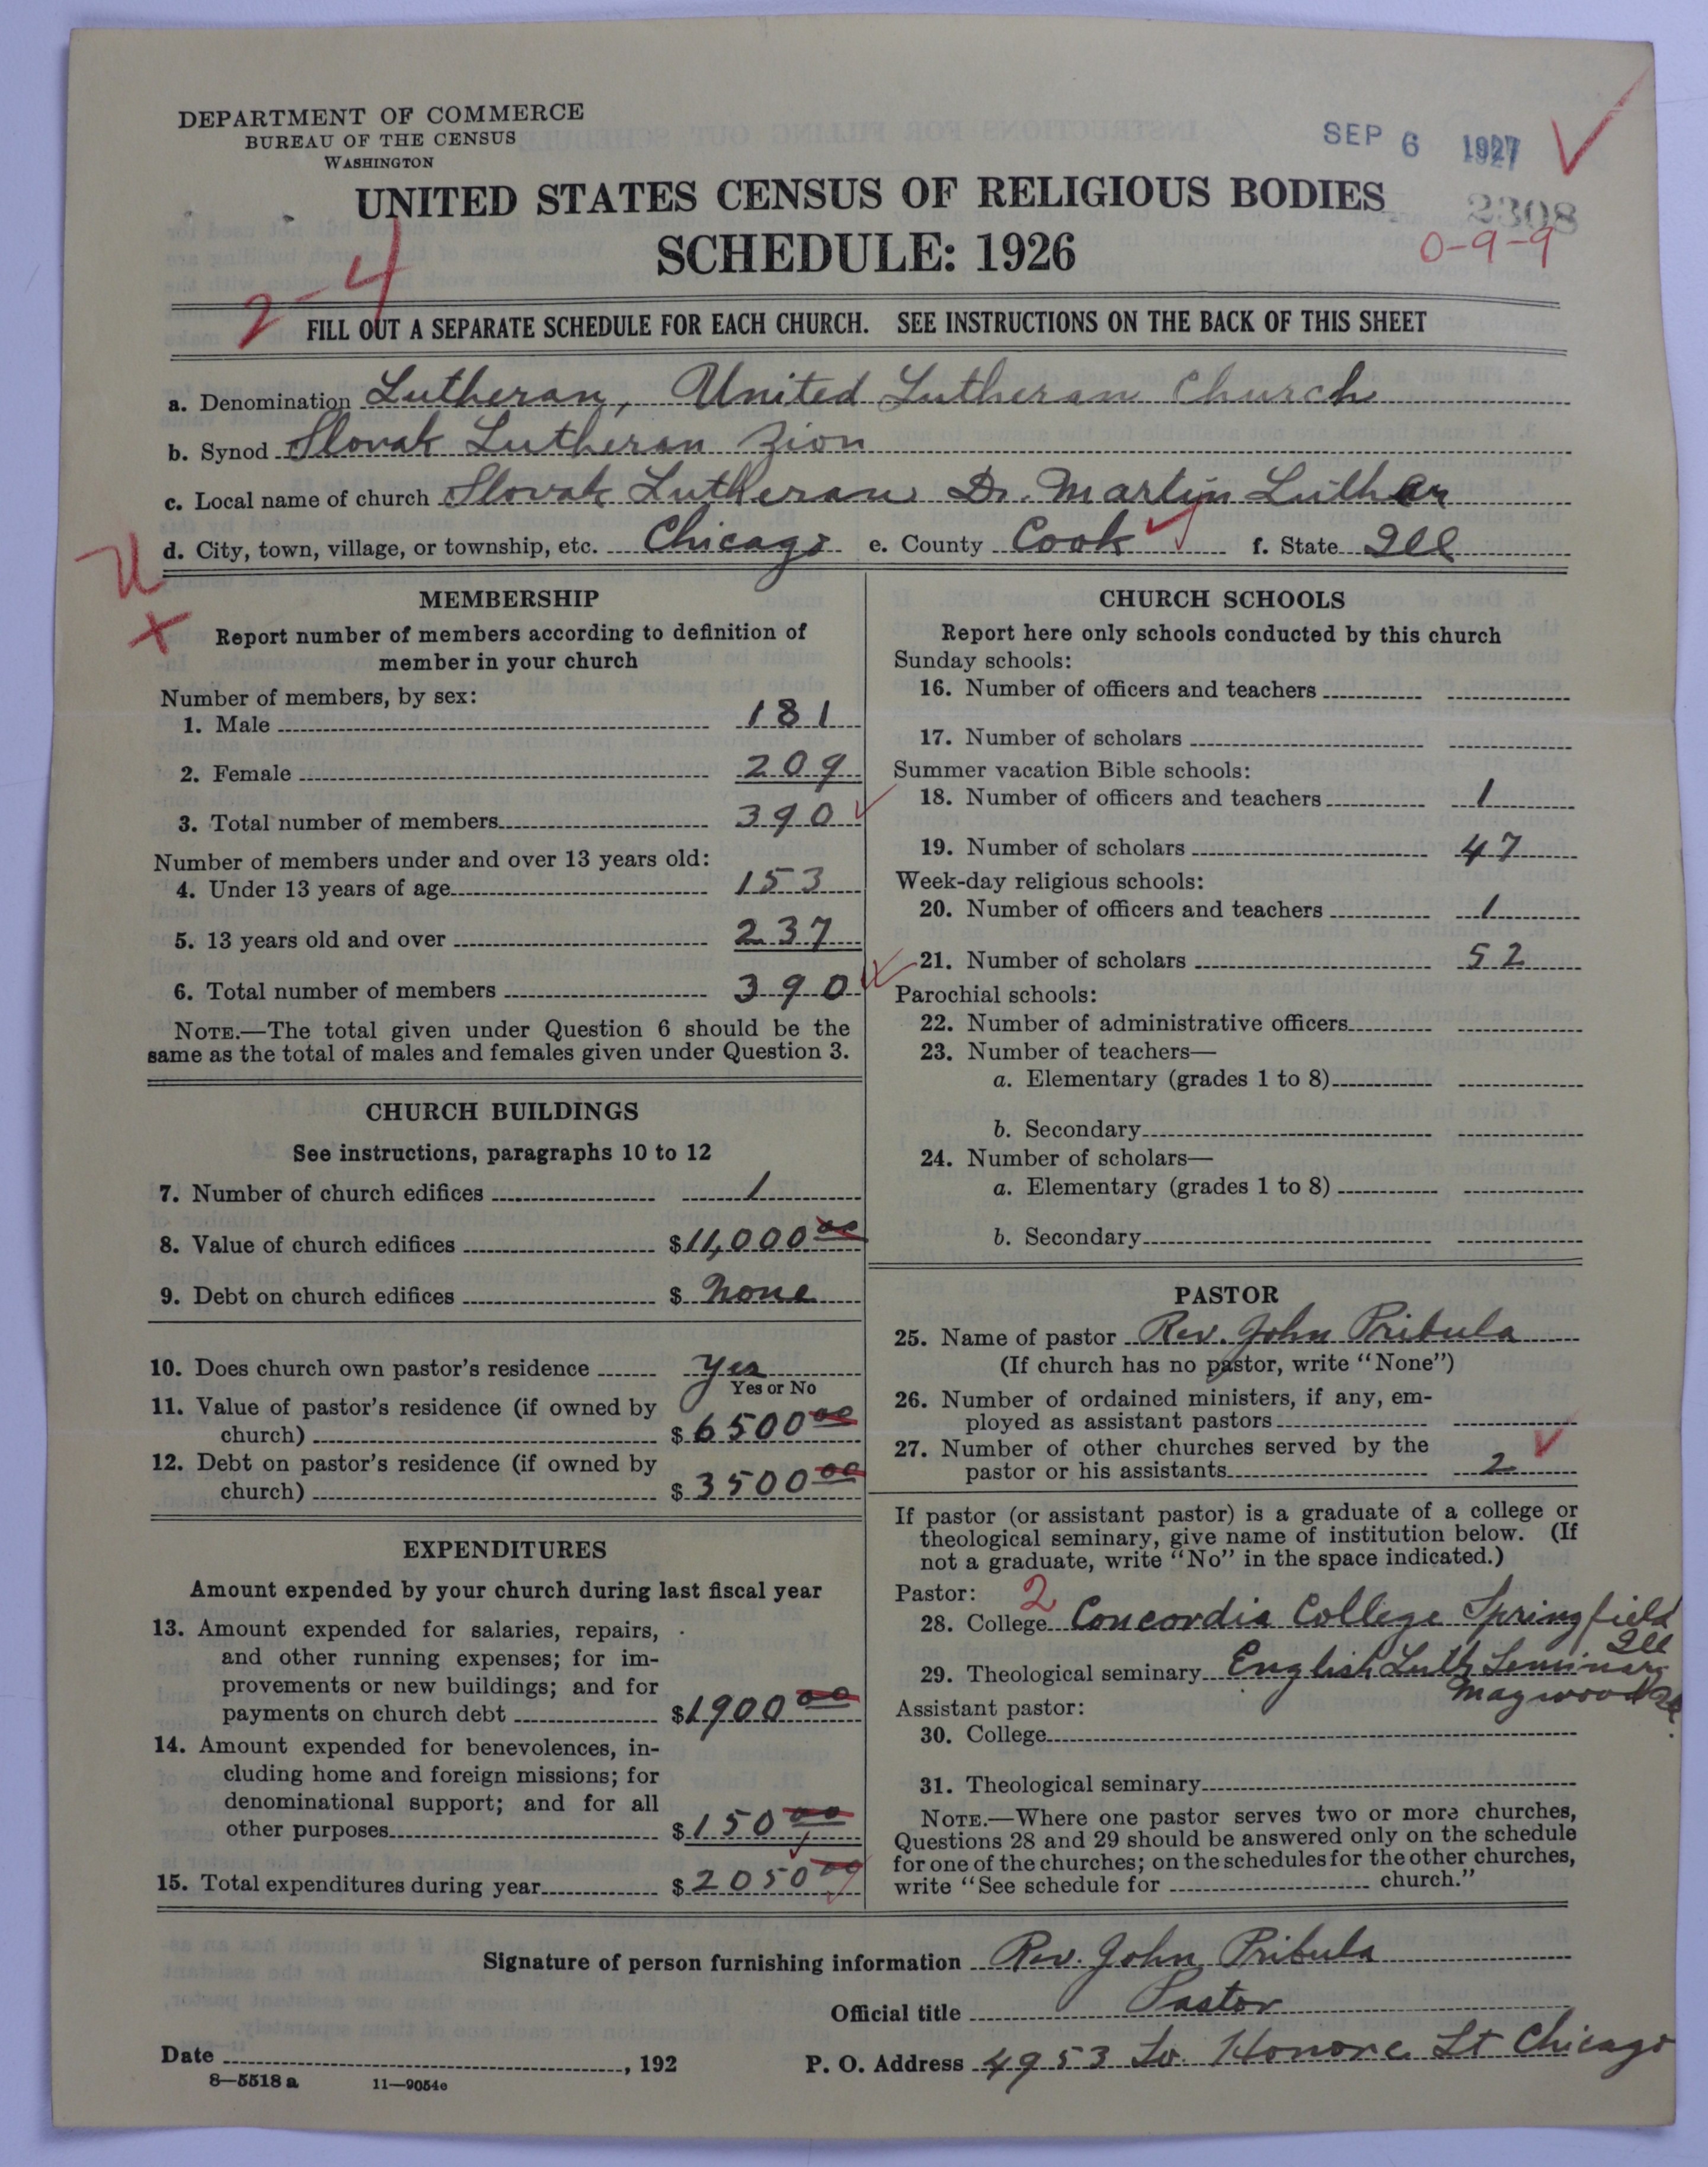 DEPARTMENT OF COMMERCE
BUREAU OF THE CENSUS
WASHINGTON
SEP 6 1927
UNITED STATES CENSUS OF RELIGIOUS BODIES
2308
SCHEDULE: 1926
0-9-9
2-4
FILL OUT A SEPARATE SCHEDULE FOR EACH CHURCH. SEE INSTRUCTIONS ON THE BACK OF THIS SHEET
a. Denomination Lutheran, United Lutheran Church
b. Synod Slovak Lutheran Zion
c. Local name of church Slovak Lutheran Dr. Martin Luther
d. City, town, village, or township, etc. Chicago e. County Cook f. State Ill
MEMBERSHIP
Report number of members according to definition of
member in your church
Number of members, by sex:
1. Male 181
2. Female 209
3. Total number of members 390
Number of members under and over 13 years old:
4. Under 13 years of age 153
5. 13 years old and over 237
6. Total number of members 390
NOTE.—The total given under Question 6 should be the
same as the total of males and females given under Question 3.
CHURCH BUILDINGS
See instructions, paragraphs 10 to 12
7. Number of church edifices 1
8. Value of church edifices $11,000 00
9. Debt on church edifices $ None
10. Does church own pastor's residence yes
Yes or No
11. Value of pastor's residence (if owned by
church) $ 6500 00
12. Debt on pastor's residence (if owned by
church) $ 3500 00
EXPENDITURES
Amount expended by your church during last fiscal year
13. Amount expended for salaries, repairs,
and other running expenses; for im-
provements or new buildings; and for
payments on church debt $1900 00
14. Amount expended for benevolences, in-
cluding home and foreign missions; for
denominational support; and for all
other purposes $ 150 00
15. Total expenditures during year $ 2050 00
CHURCH SCHOOLS
Report here only schools conducted by this church
Sunday schools:
16. Number of officers and teachers
17. Number of scholars
Summer vacation Bible schools:
18. Number of officers and teachers 1
19. Number of scholars 47
Week-day religious schools:
20. Number of officers and teachers 1
21. Number of scholars 52
Parochial schools:
22. Number of administrative officers
23. Number of teachers—
a. Elementary (grades 1 to 8)
b. Secondary
24. Number of scholars—
a. Elementary (grades 1 to 8)
b. Secondary
PASTOR
25. Name of pastor Rev. John Pribula
(If church has no pastor, write "None")
26. Number of ordained ministers, if any, em-
ployed as assistant pastors
27. Number of other churches served by the
pastor or his assistants 2
If pastor (or assistant pastor) is a graduate of a college or
theological seminary, give name of institution below. (If
not a graduate, write "No" in the space indicated.)
Pastor: 2
28. College Concordia College Springfield
Ill
29. Theological seminary English Luth Seminary
Maywood Ill.
Assistant pastor:
30. College
31. Theological seminary
NOTE.—Where one pastor serves two or more churches,
Questions 28 and 29 should be answered only on the schedule
for one of the churches; on the schedules for the other churches,
write "See schedule for church."
Signature of person furnishing information Rev. John Pribula
Official title Pastor
Date , 192 P. O. Address 4953 So. Honore St Chicago
8—5518 a 11—9054e